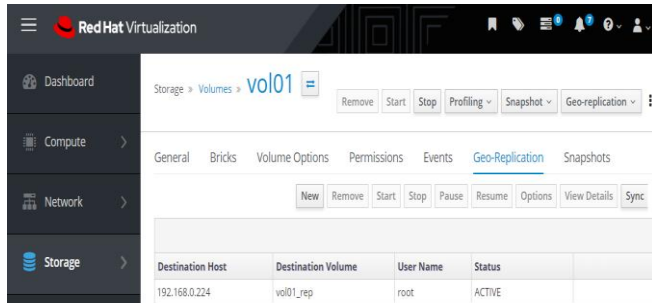 Red Hat Virtualization
0
7
Dashboard
Storage » Volumes » vol01
Remove Start Stop Profiling Snapshot Geo-replication
Compute
General Bricks Volume Options Permissions Events Geo-Replication Snapshots
New Remove Start Stop Pause Resume Options View Details Sync
Network
Storage
Destination Host Destination Volume User Name Status
192.168.0.224 vol01_rep root ACTIVE